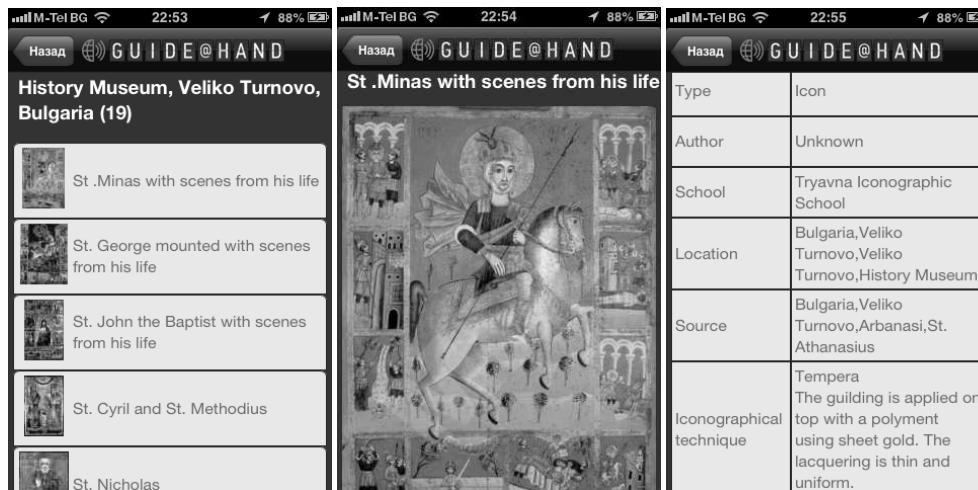 M-Tel BG 22:53 88%
Назад GUIDE@HAND
History Museum, Veliko Turnovo,
Bulgaria (19)
St .Minas with scenes from his life
St. George mounted with scenes
from his life
St. John the Baptist with scenes
from his life
St. Cyril and St. Methodius
St. Nicholas
M-Tel BG 22:54 88%
Назад GUIDE@HAND
St .Minas with scenes from his life
M-Tel BG 22:55 88%
Назад GUIDE@HAND
Type Icon
Author Unknown
School Tryavna Iconographic
School
Location Bulgaria,Veliko
Turnovo,Veliko
Turnovo,History Museum
Source Bulgaria,Veliko
Turnovo,Arbanasi,St.
Athanasius
Iconographical
technique
Tempera
The guilding is applied on
top with a polyment
using sheet gold. The
lacquering is thin and
uniform.